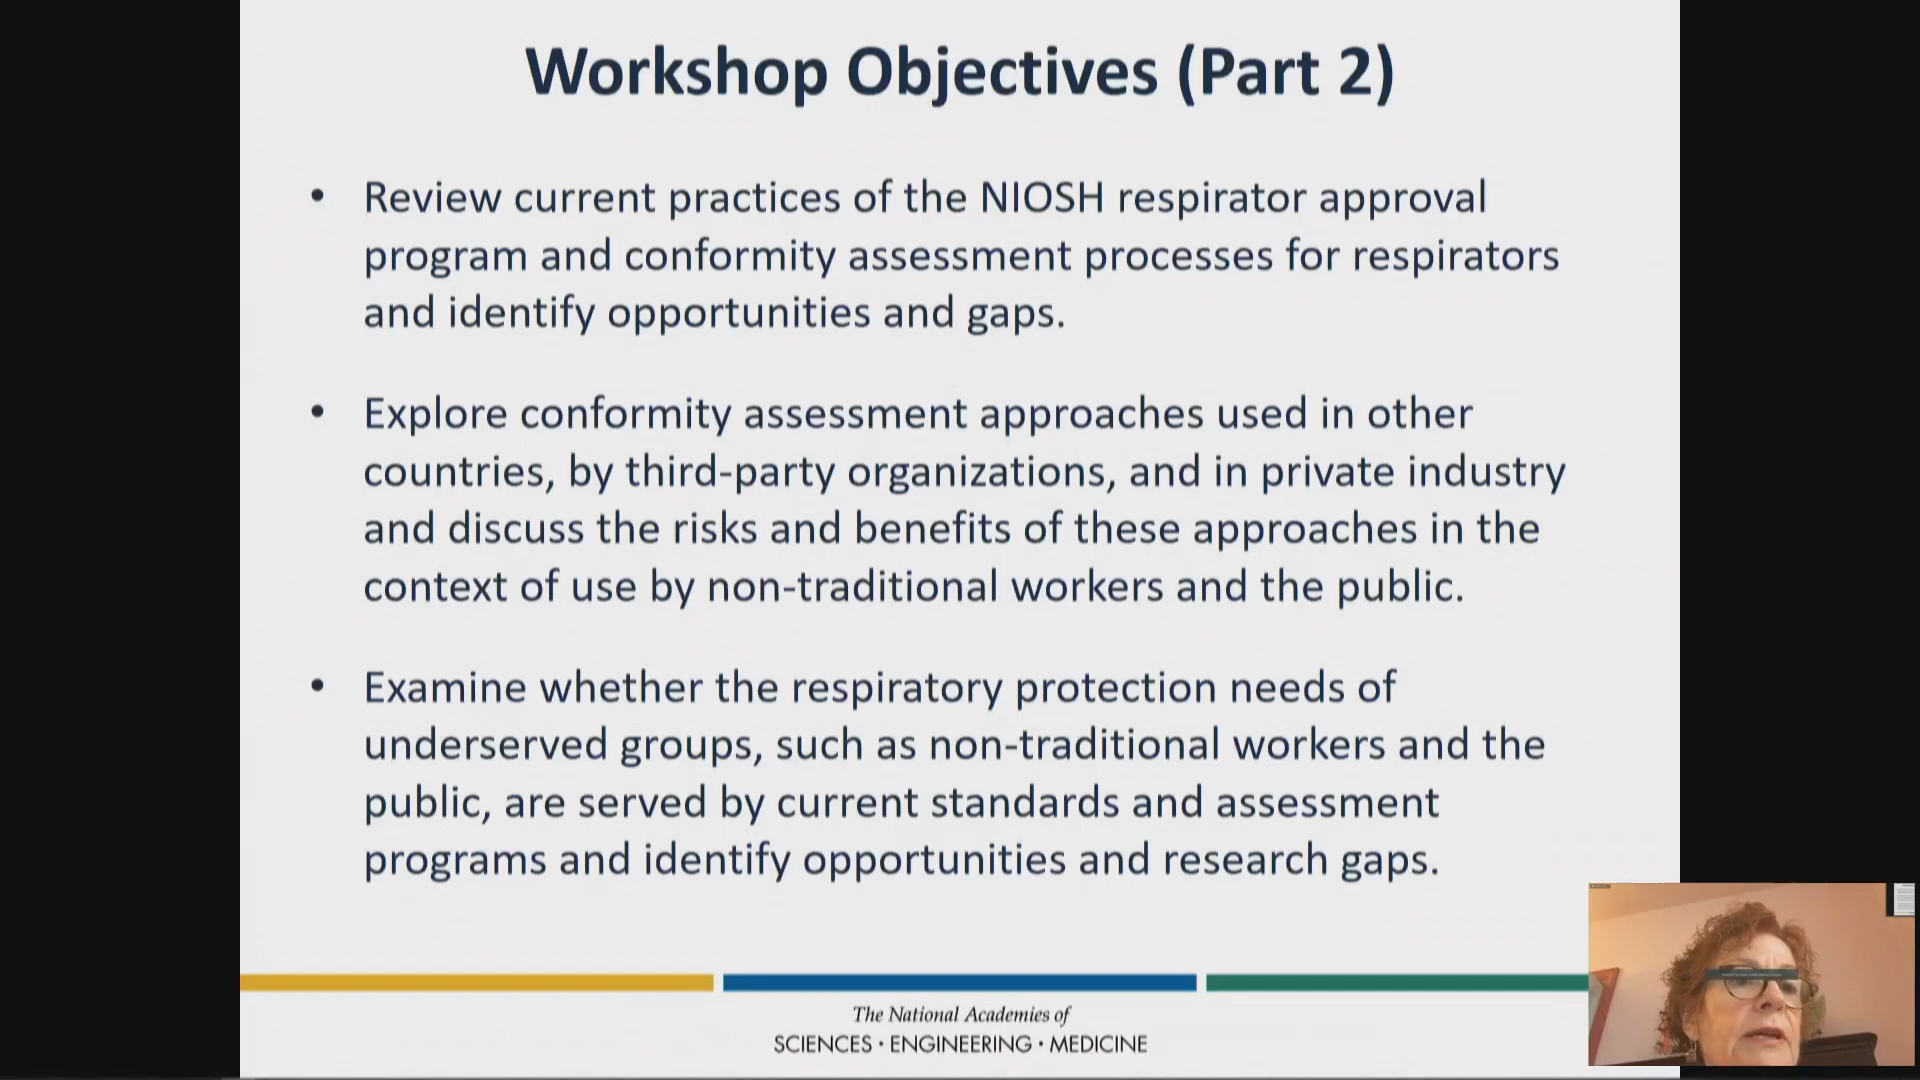 Workshop Objectives (Part 2)
• Review current practices of the NIOSH respirator approval
program and conformity assessment processes for respirators
and identify opportunities and gaps.
• Explore conformity assessment approaches used in other
countries, by third-party organizations, and in private industry
and discuss the risks and benefits of these approaches in the
context of use by non-traditional workers and the public.
• Examine whether the respiratory protection needs of
underserved groups, such as non-traditional workers and the
public, are served by current standards and assessment
programs and identify opportunities and research gaps.
The National Academies of
SCIENCES • ENGINEERING • MEDICINE